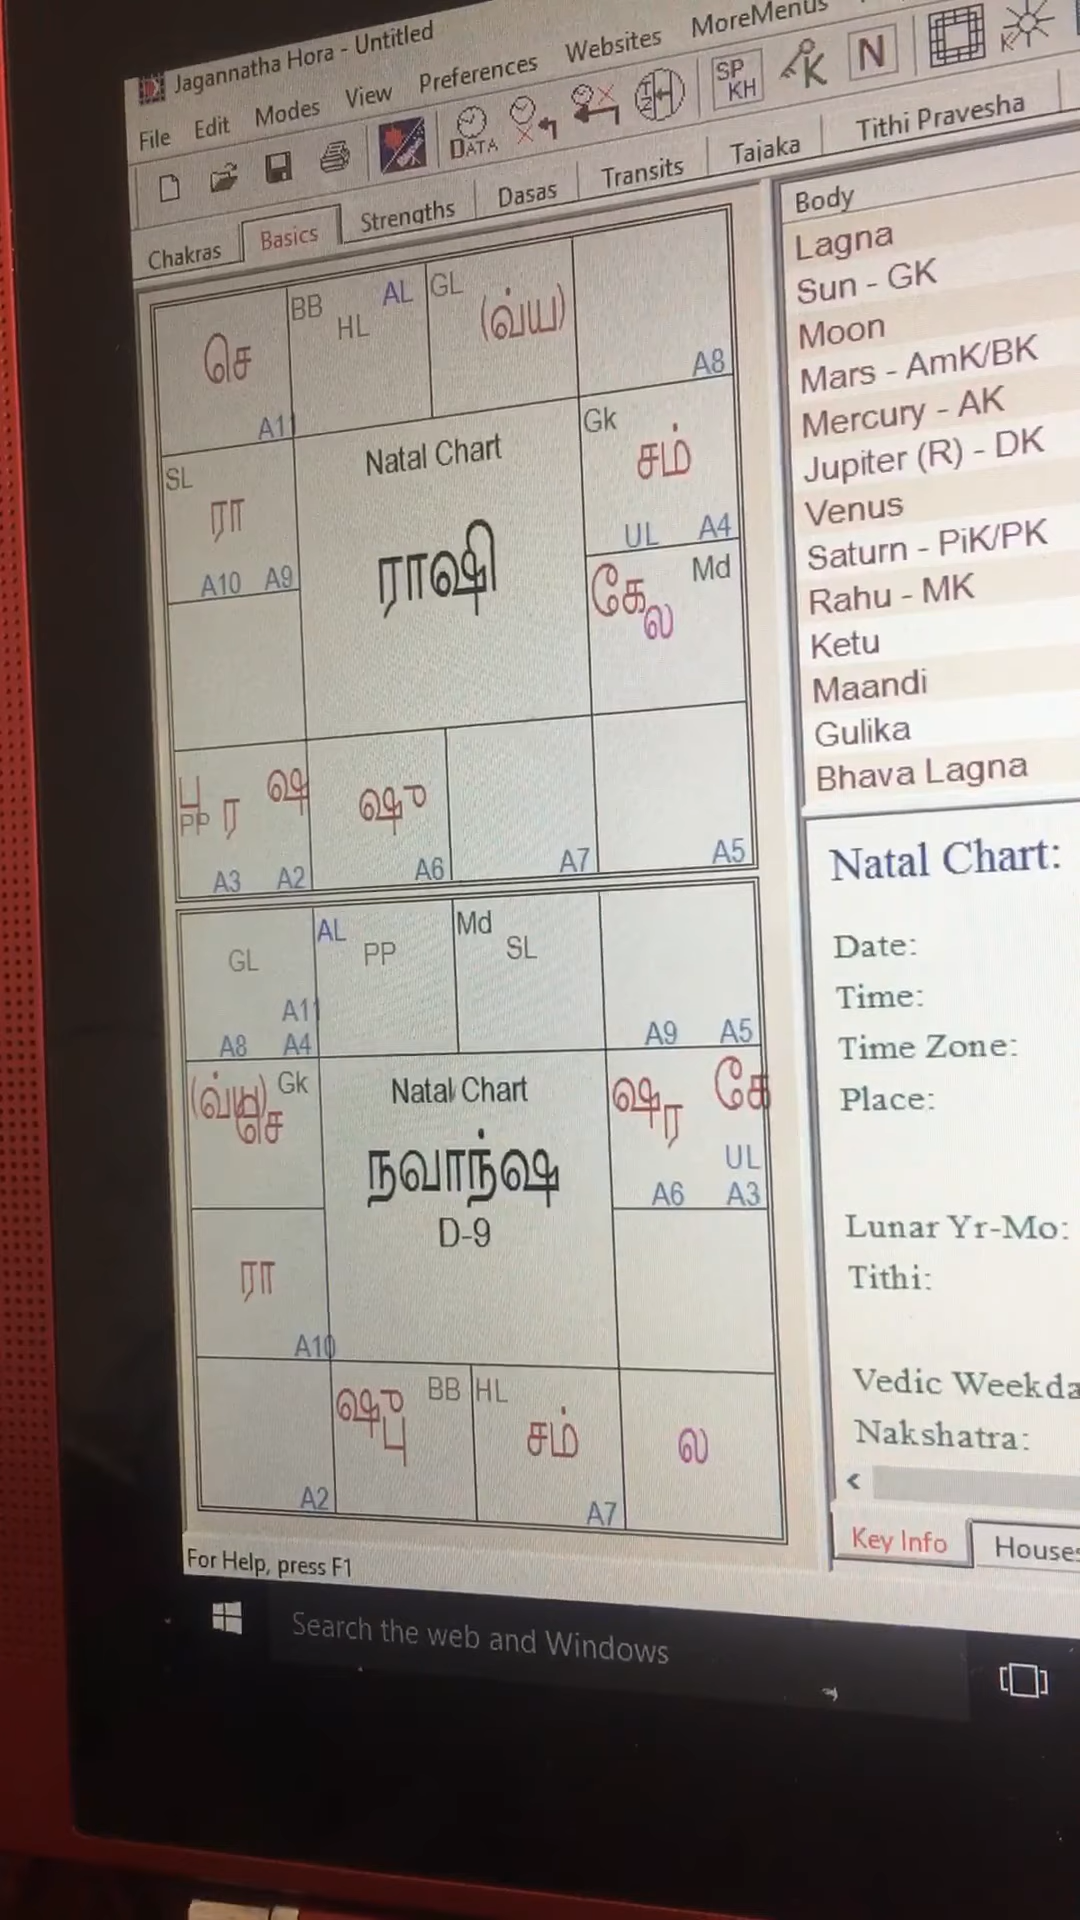 Jagannatha Hora - Untitled
File Edit Modes View Preferences Websites MoreMenus
DATA SP KH K N K
Chakras Basics Strengths Dasas Transits Tajaka Tithi Pravesha
BB AL GL
செ HL (வ்ய)
A11 A8
SL Natal Chart Gk
ரா சம்
ராஷி UL A4
A10 A9 கே Md
ல
பு ர ஷ ஷு
PP
A3 A2 A6 A7 A5
AL Md
GL PP SL
A11
A8 A4 A9 A5
Gk Natal Chart கே
செ நவாந்ஷ UL
D-9 A6 A3
ரா
A10
BB HL
பு சம் ல
A2 A7
Body
Lagna
Sun - GK
Moon
Mars - AmK/BK
Mercury - AK
Jupiter (R) - DK
Venus
Saturn - PiK/PK
Rahu - MK
Ketu
Maandi
Gulika
Bhava Lagna
Natal Chart:
Date:
Time:
Time Zone:
Place:
Lunar Yr-Mo:
Tithi:
Vedic Weekda
Nakshatra:
Key Info Houses
For Help, press F1
Search the web and Windows